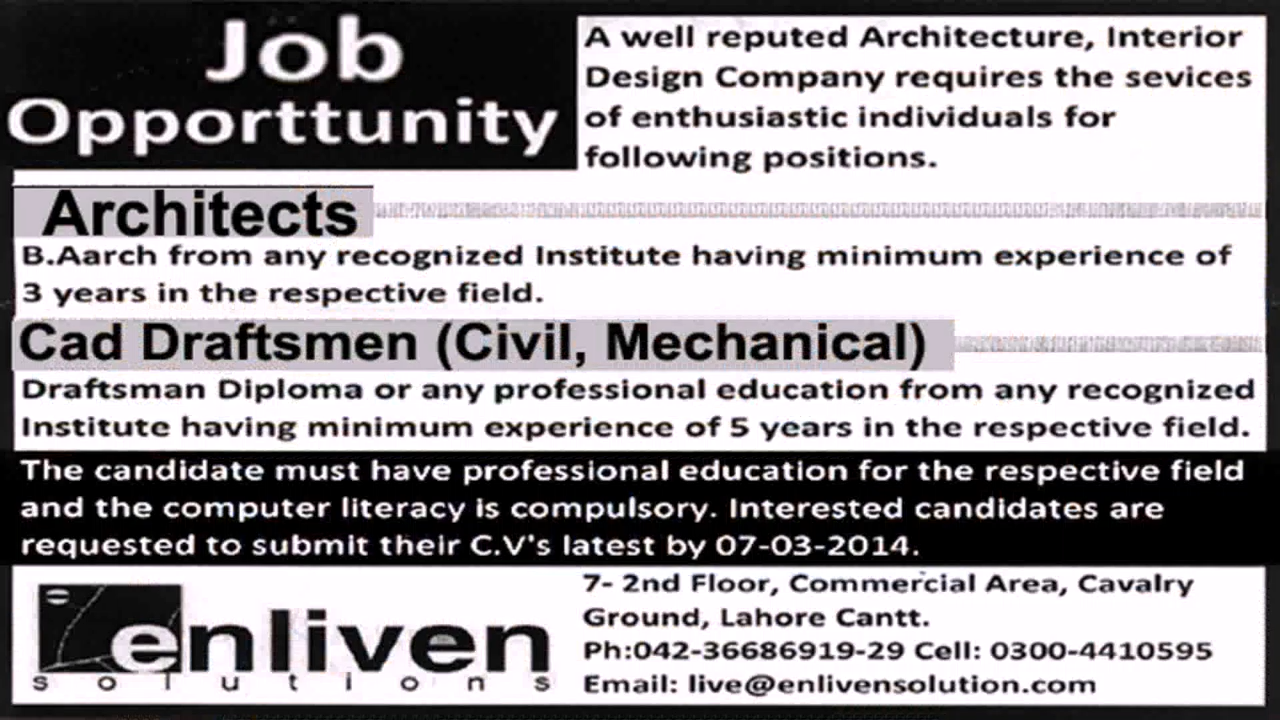 Job
Opporttunity
A well reputed Architecture, Interior
Design Company requires the sevices
of enthusiastic individuals for
following positions.
Architects
B.Aarch from any recognized Institute having minimum experience of
3 years in the respective field.
Cad Draftsmen (Civil, Mechanical)
Draftsman Diploma or any professional education from any recognized
Institute having minimum experience of 5 years in the respective field.
The candidate must have professional education for the respective field
and the computer literacy is compulsory. Interested candidates are
requested to submit their C.V's latest by 07-03-2014.
enliven
solutions
7- 2nd Floor, Commercial Area, Cavalry
Ground, Lahore Cantt.
Ph:042-36686919-29 Cell: 0300-4410595
Email: live@enlivensolution.com